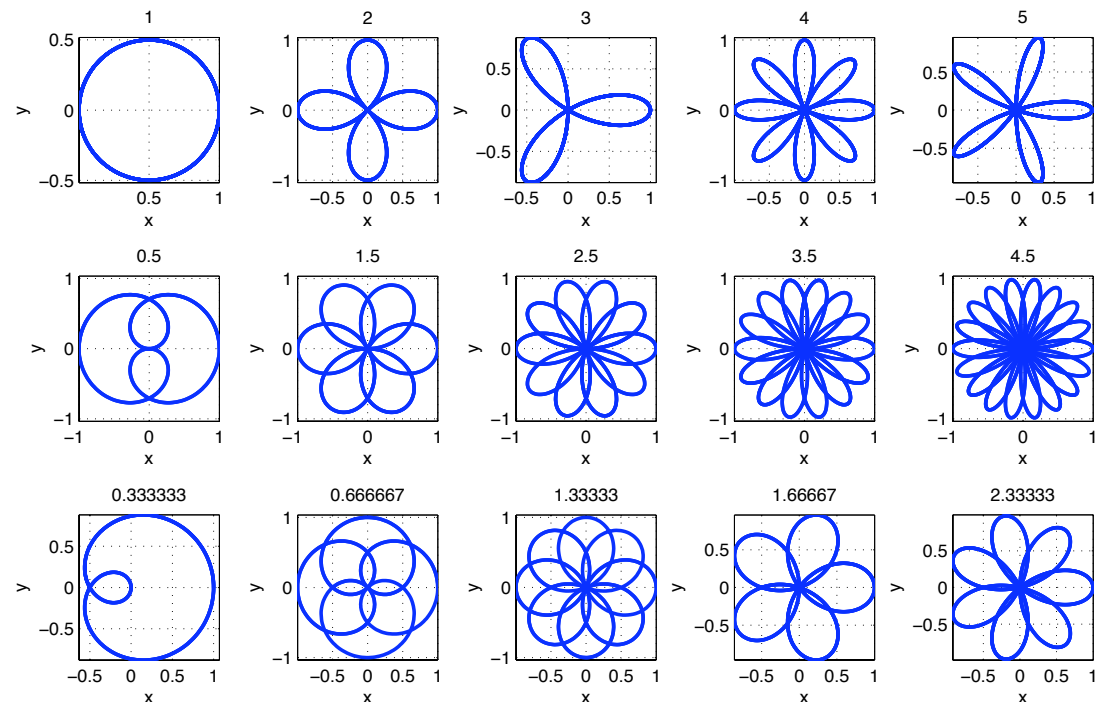 1 2 3 4 5
0.5 1 1 1
y 0 y 0 y 0.5 0 −0.5 y 0 y 0.5 0 −0.5
−0.5 −1 −1
0.5 1 −0.5 0 0.5 1 −0.5 0 0.5 1 −0.5 0 0.5 1 −0.5 0 0.5 1
x x x x x
0.5 1.5 2.5 3.5 4.5
1 1 1 1 1
y 0 y 0 y 0 y 0 y 0
−1 −1 −1 −1 −1
−1 0 1 −1 0 1 −1 0 1 −1 0 1 0 1
x x x x x
0.333333 0.666667 1.33333 1.66667 2.33333
1 1
y 0.5 0 −0.5 y 0 y 0 y 0.5 0 −0.5 y 0.5 0 −0.5
−1 −1
−0.5 0 0.5 1 −0.5 0 0.5 1 −0.5 0 0.5 1 −0.5 0 0.5 1 −0.5 0 0.5 1
x x x x x